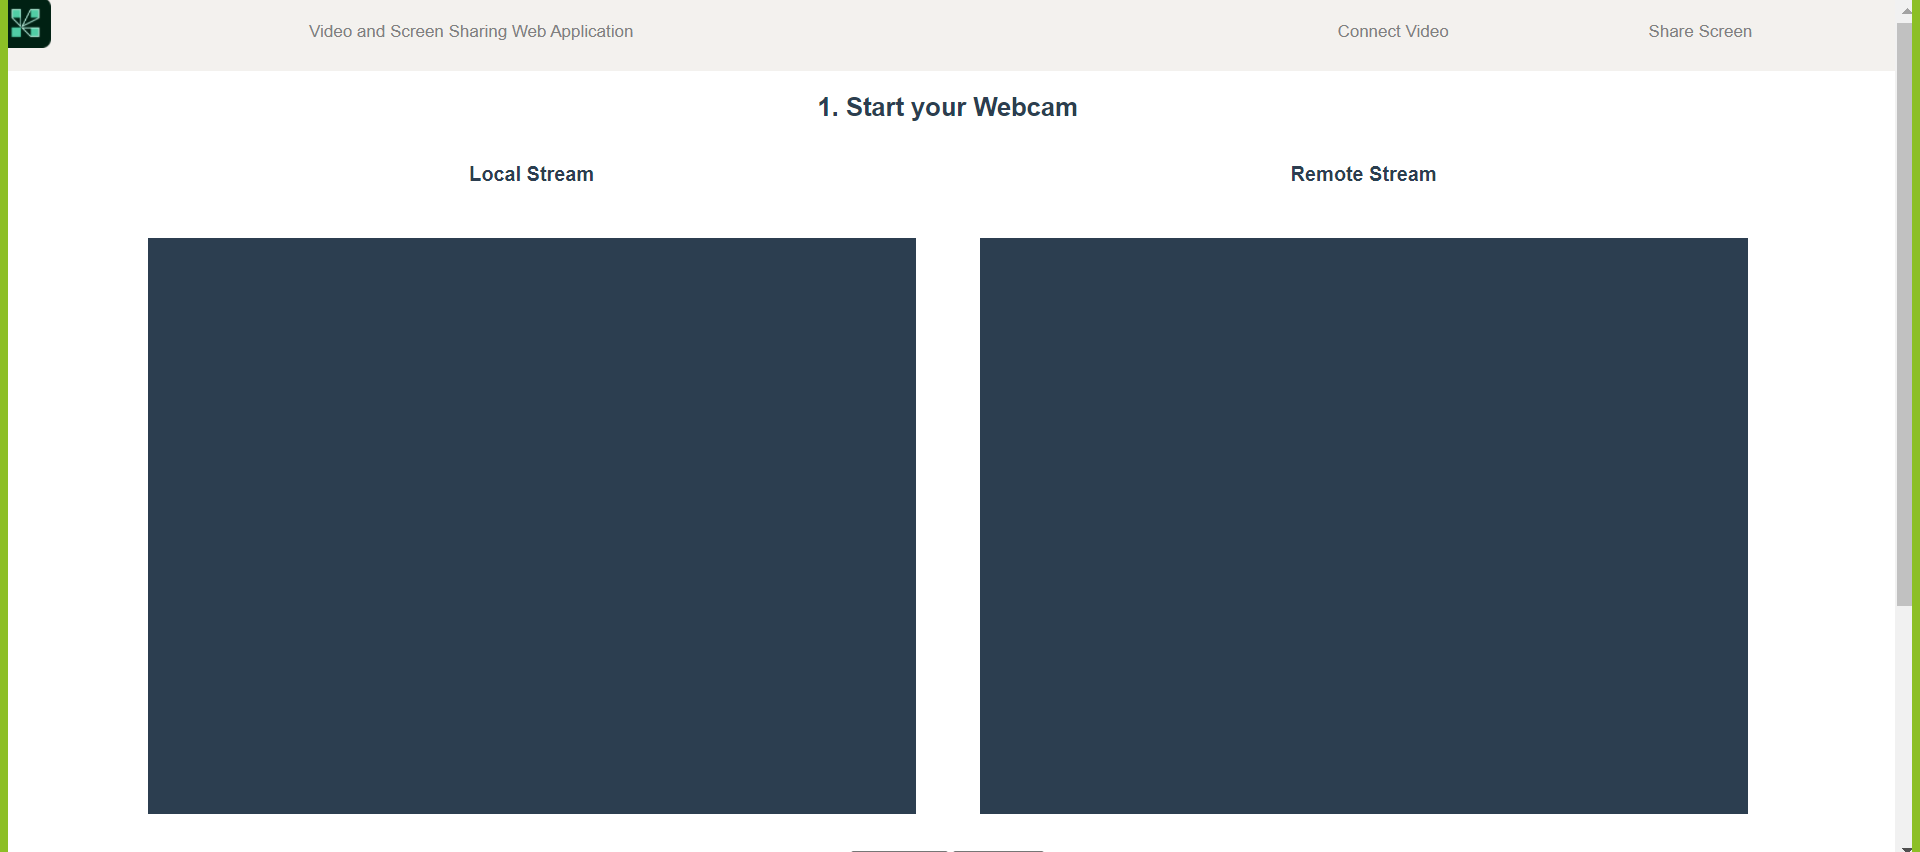 Video and Screen Sharing Web Application Connect Video Share Screen
1. Start your Webcam
Local Stream Remote Stream